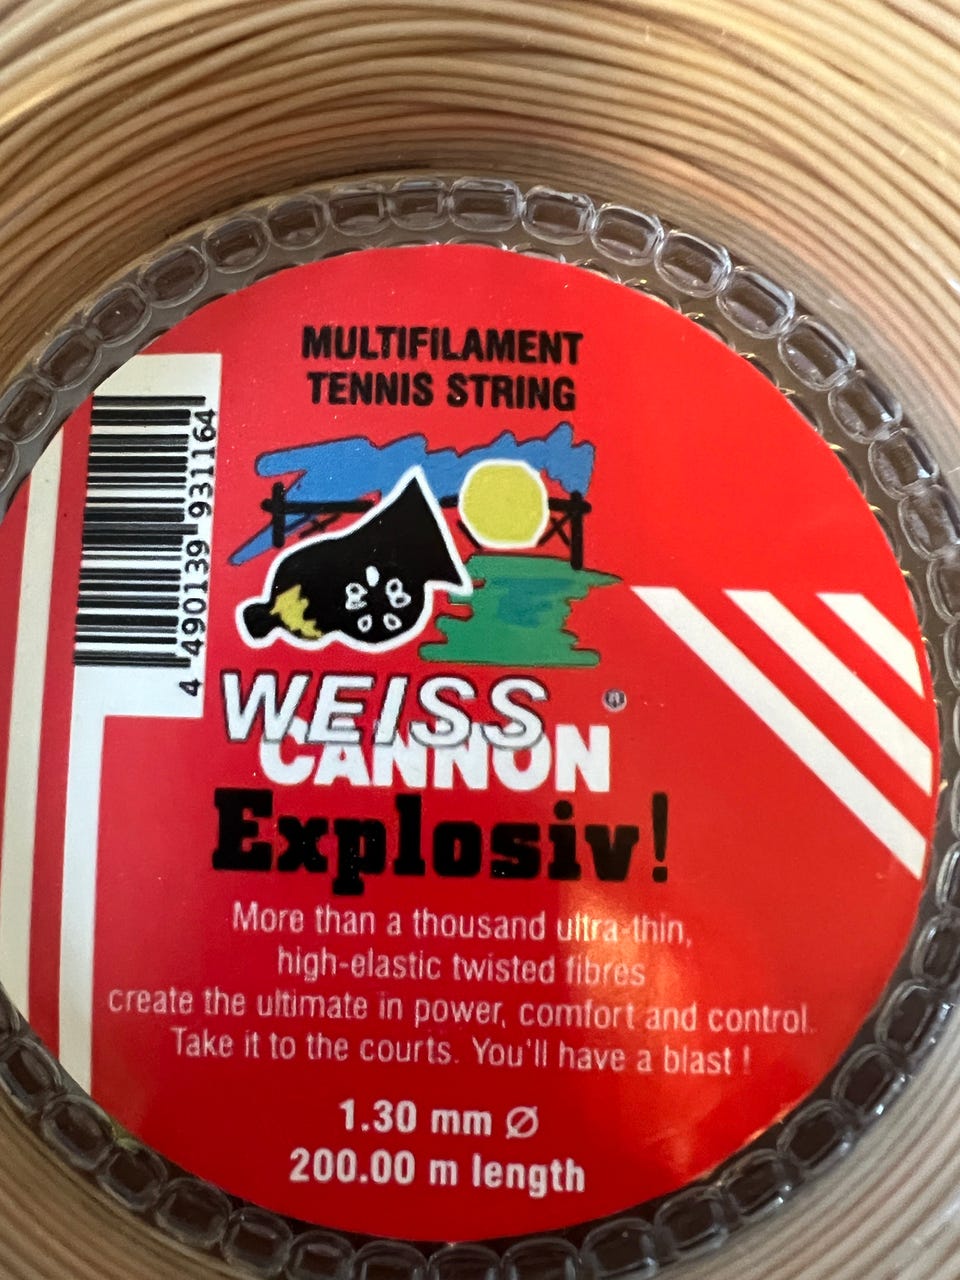 MULTIFILAMENT
TENNIS STRING
4 490139 931164
WEISS
®
CANNON
Explosiv!
More than a thousand ultra-thin,
high-elastic twisted fibres
create the ultimate in power, comfort and control.
Take it to the courts. You'll have a blast !
1.30 mm Ø
200.00 m length